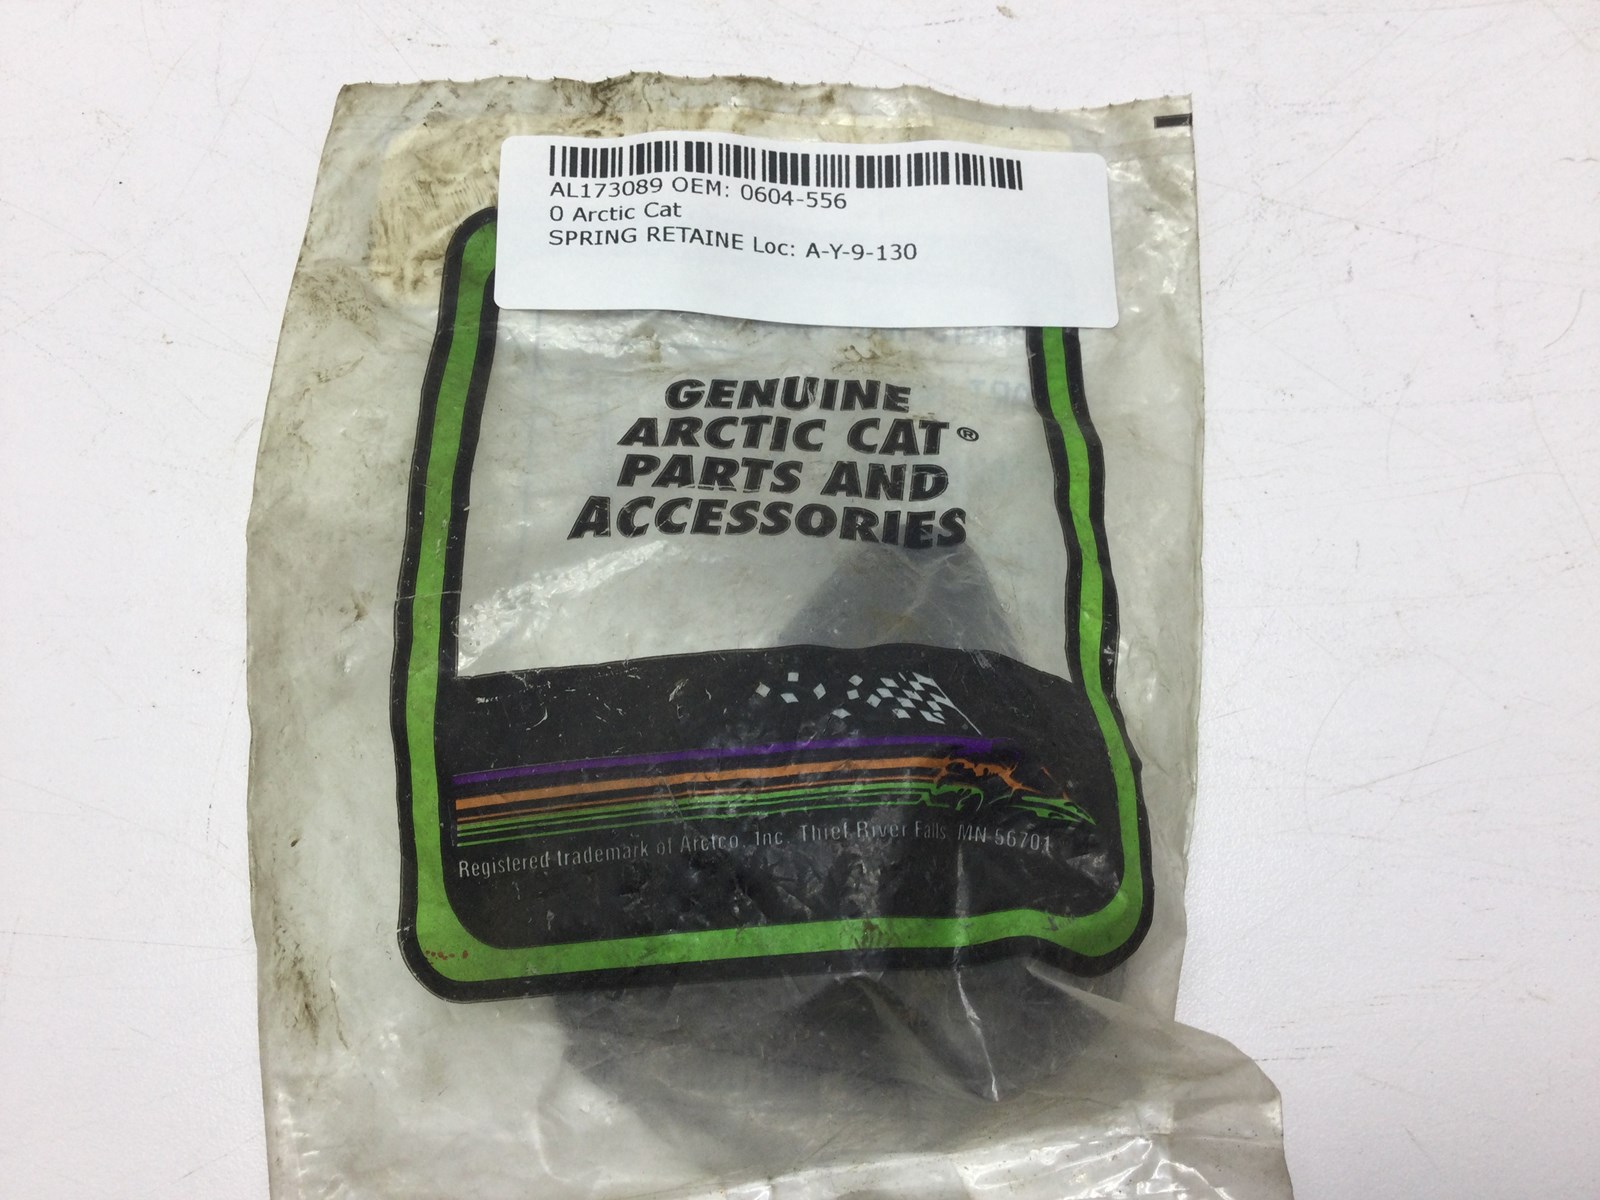 AL173089 OEM: 0604-556
0 Arctic Cat
SPRING RETAINE Loc: A-Y-9-130
GENUINE
ARCTIC CAT®
PARTS AND
ACCESSORIES
Registered trademark of Arctco, Inc. Thief River Falls, MN 56701